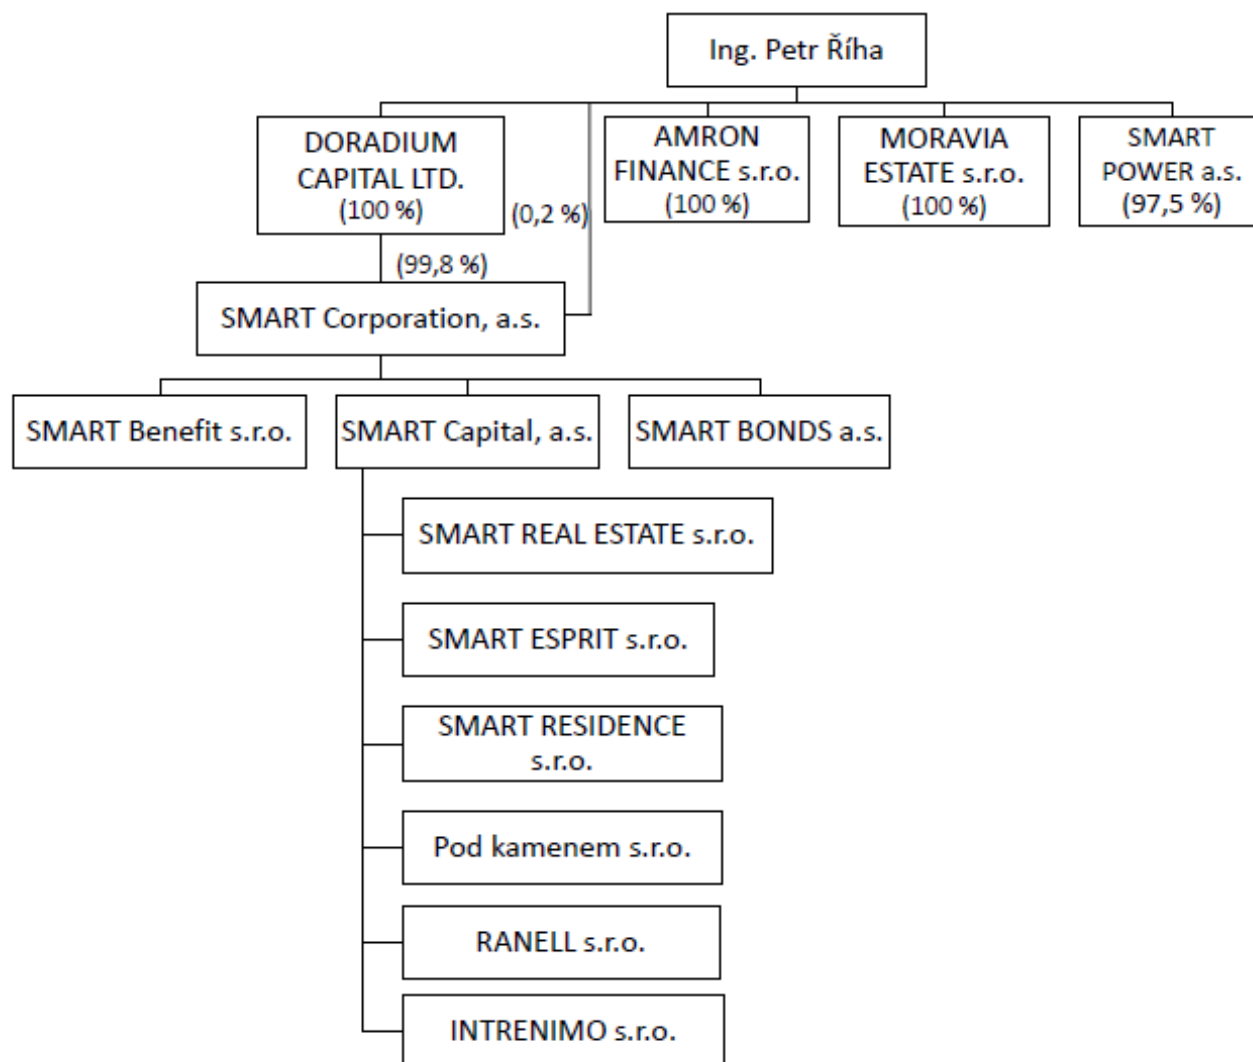 Ing. Petr Říha
DORADIUM
CAPITAL LTD.
(100 %)
(0,2 %)
AMRON
FINANCE s.r.o.
(100 %)
MORAVIA
ESTATE s.r.o.
(100 %)
SMART
POWER a.s.
(97,5 %)
(99,8 %)
SMART Corporation, a.s.
SMART Benefit s.r.o.
SMART Capital, a.s.
SMART BONDS a.s.
SMART REAL ESTATE s.r.o.
SMART ESPRIT s.r.o.
SMART RESIDENCE
s.r.o.
Pod kamenem s.r.o.
RANELL s.r.o.
INTRENIMO s.r.o.